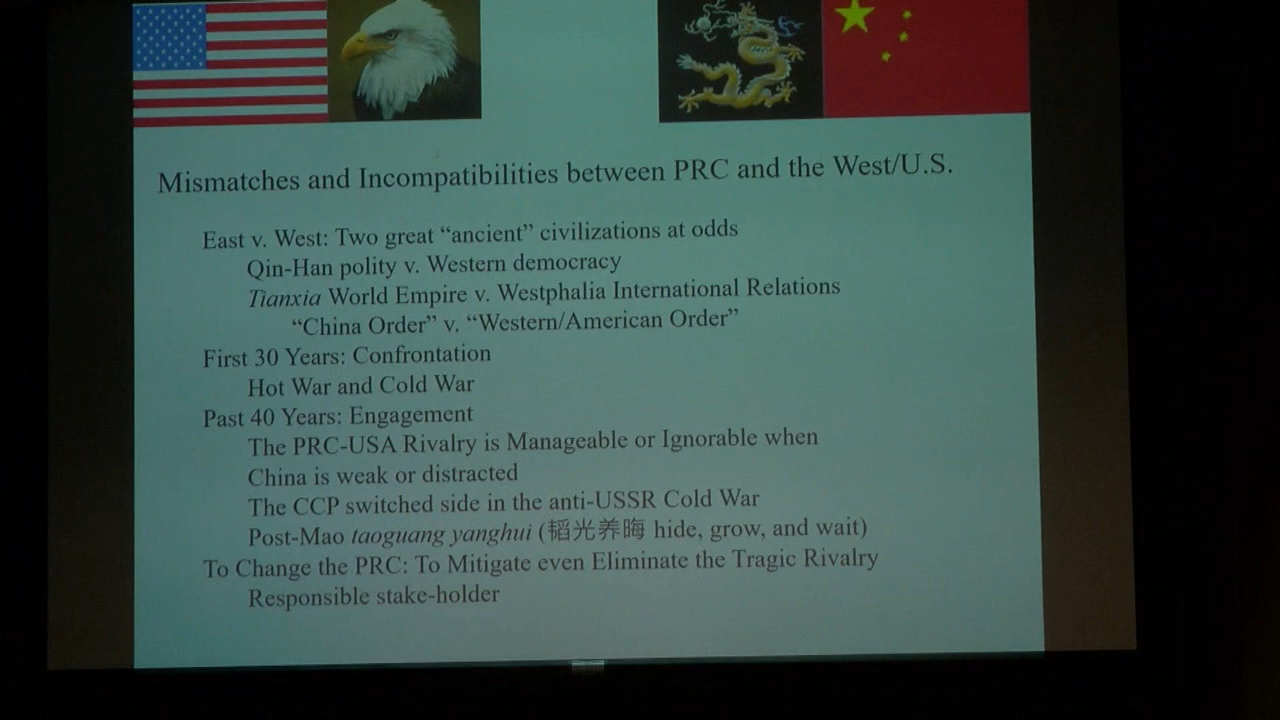 Mismatches and Incompatibilities between PRC and the West/U.S.
East v. West: Two great “ancient” civilizations at odds
Qin-Han polity v. Western democracy
Tianxia World Empire v. Westphalia International Relations
“China Order” v. “Western/American Order”
First 30 Years: Confrontation
Hot War and Cold War
Past 40 Years: Engagement
The PRC-USA Rivalry is Manageable or Ignorable when
China is weak or distracted
The CCP switched side in the anti-USSR Cold War
Post-Mao taoguang yanghui (韬光养晦 hide, grow, and wait)
To Change the PRC: To Mitigate even Eliminate the Tragic Rivalry
Responsible stake-holder